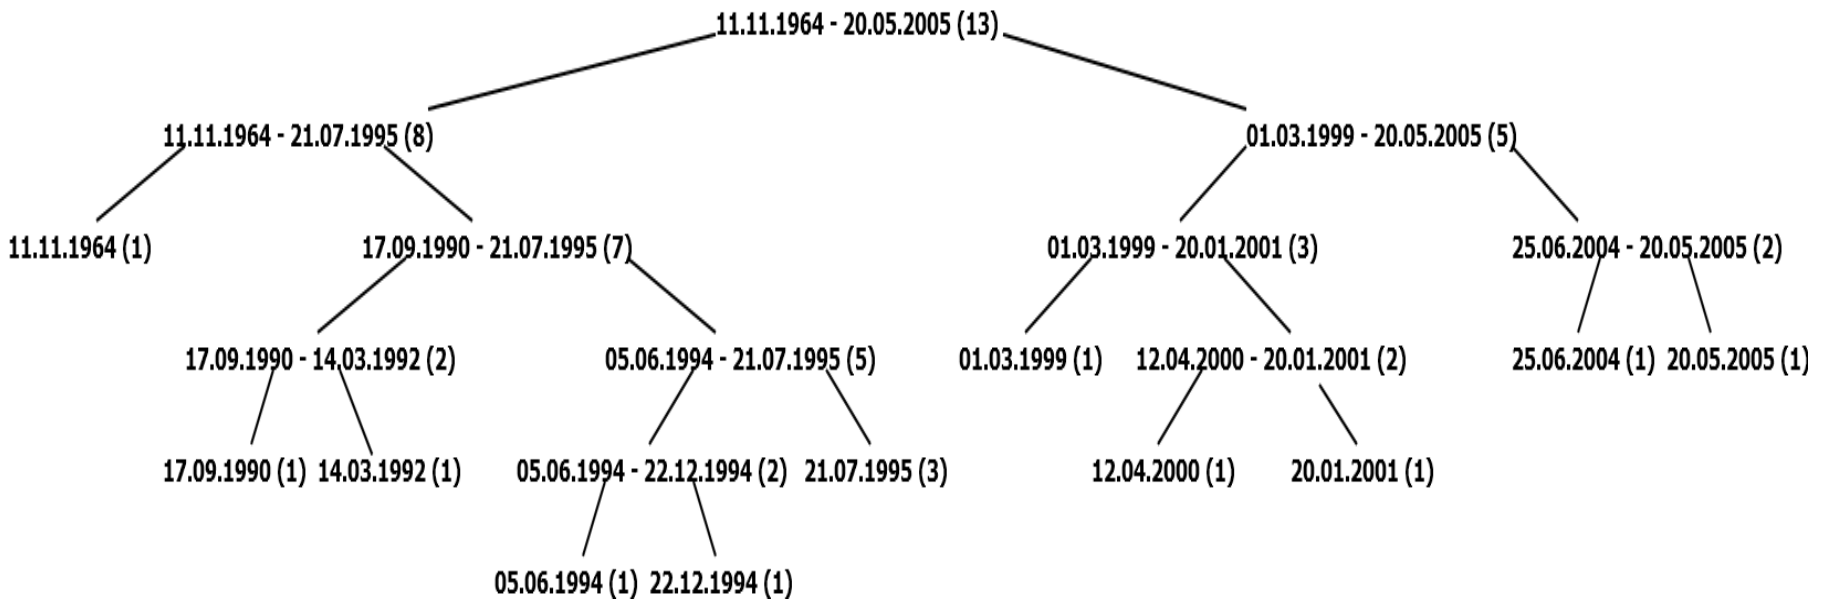 11.11.1964 - 20.05.2005 (13)
11.11.1964 - 21.07.1995 (8)
01.03.1999 - 20.05.2005 (5)
11.11.1964 (1)
17.09.1990 - 21.07.1995 (7)
01.03.1999 - 20.01.2001 (3)
25.06.2004 - 20.05.2005 (2)
17.09.1990 - 14.03.1992 (2)
05.06.1994 - 21.07.1995 (5)
01.03.1999 (1)
12.04.2000 - 20.01.2001 (2)
25.06.2004 (1)
20.05.2005 (1)
17.09.1990 (1)
14.03.1992 (1)
05.06.1994 - 22.12.1994 (2)
21.07.1995 (3)
12.04.2000 (1)
20.01.2001 (1)
05.06.1994 (1)
22.12.1994 (1)